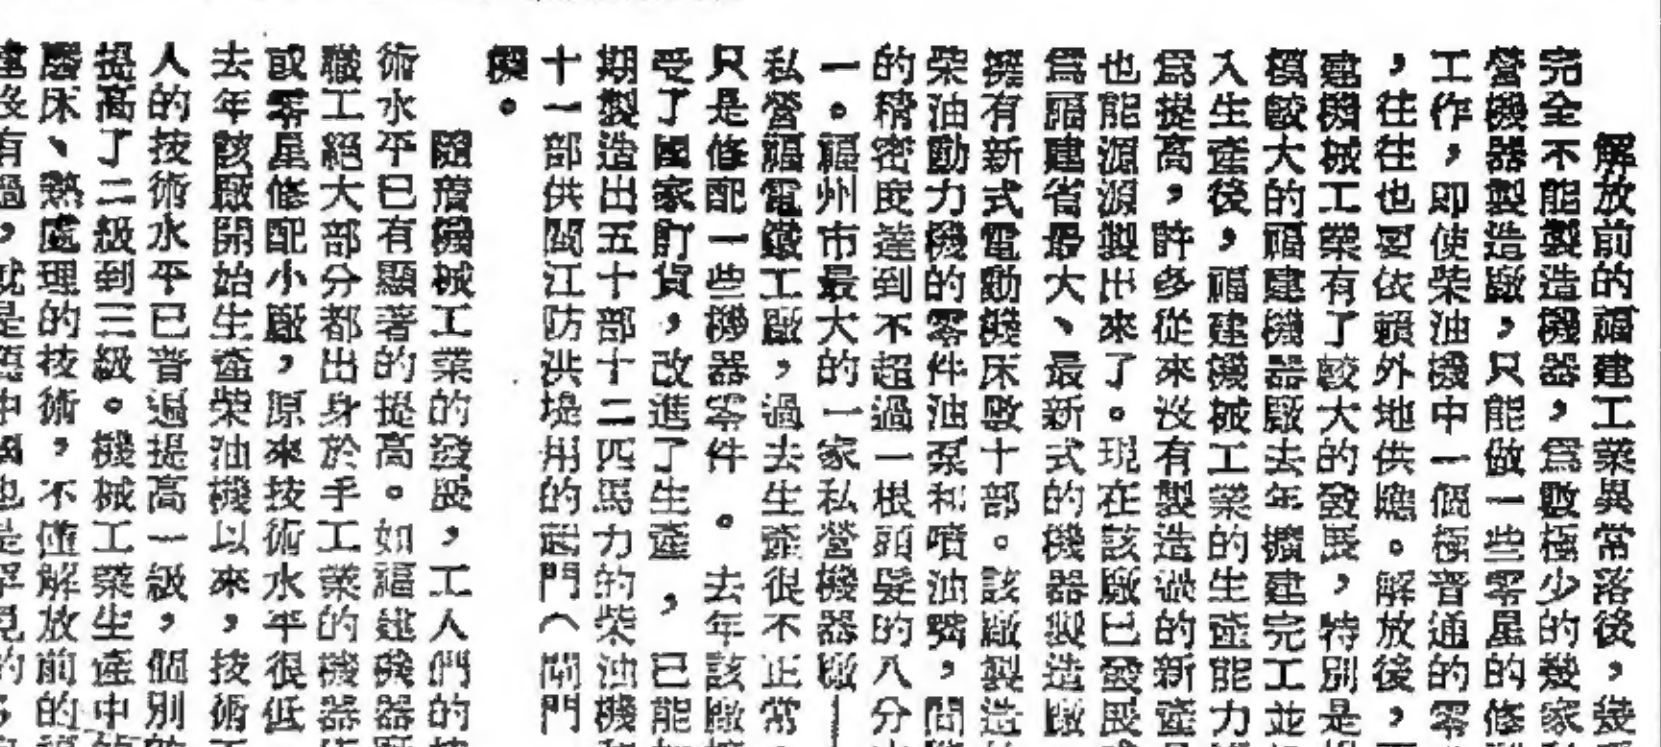 解放前的福建工業異常落後，幾
完全不能製造機器，爲數極少的幾家
營機器製造廠，只能做一些零星的修
工作，即使柴油機中一個極普通的零
，往往也要依賴外地供應。解放後，
建機械工業有了較大的發展，特別是
模較大的福建機器廠去年擴建完工並
入生產後，福建機械工業的生產能力
爲提高，許多從來沒有製造過的新產
也能源源製出來了。現在該廠已發展
爲福建省最大、最新式的機器製造廠
擁有新式電動機床數十部。該廠製造
柴油動力機的零件油泵和噴油嘴，間
的精密度達到不超過一根頭髮的八分
一。福州市最大的一家私營機器廠—
私營福電鐵工廠，過去生產很不正常
只是修配一些機器零件。去年該廠
受了國家訂貨，改進了生產，已能
期製造出五十部十二匹馬力的柴油機
十一部供閩江防洪堤用的起門（閘門
機。
隨着機械工業的發展，工人們的
術水平已有顯著的提高。如福建機器
職工絕大部分都出身於手工業的機器
或零星修配小廠，原來技術水平很低
去年該廠開始生產柴油機以來，技術
人的技術水平已普遍提高一級，個別
提高了二級到三級。機械工業生產中
磨床、熱處理的技術，不僅解放前的
建沒有過，就是中國也是罕見的